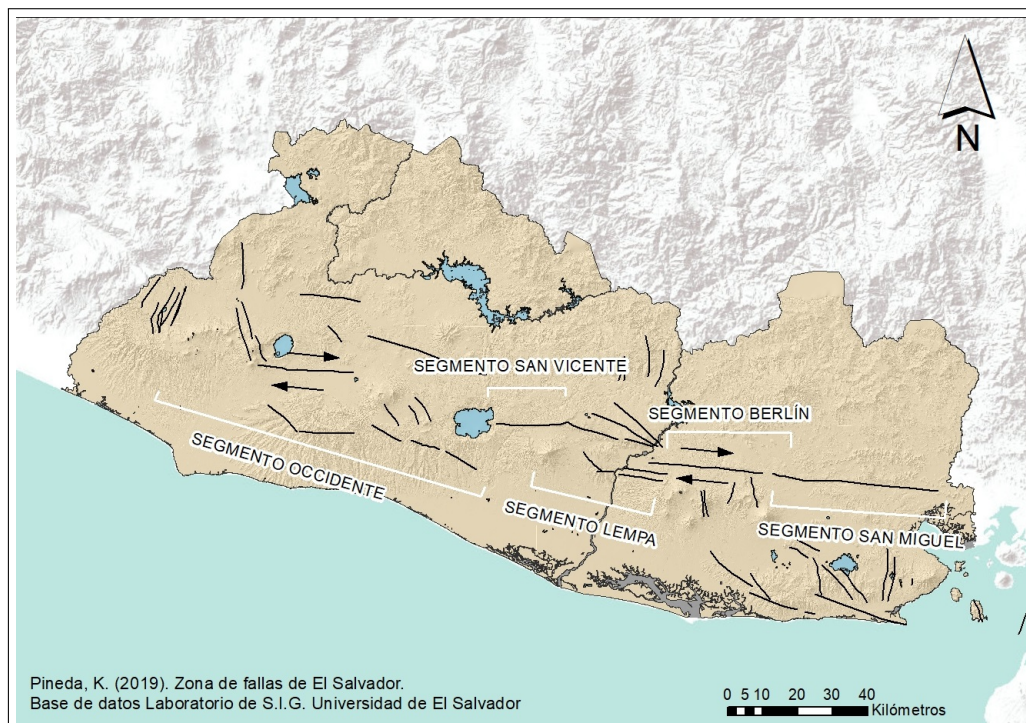 N
SEGMENTO SAN VICENTE
SEGMENTO BERLÍN
SEGMENTO OCCIDENTE
SEGMENTO LEMPA
SEGMENTO SAN MIGUEL
Pineda, K. (2019). Zona de fallas de El Salvador.
Base de datos Laboratorio de S.I.G. Universidad de El Salvador
0 5 10 20 30 40
Kilómetros